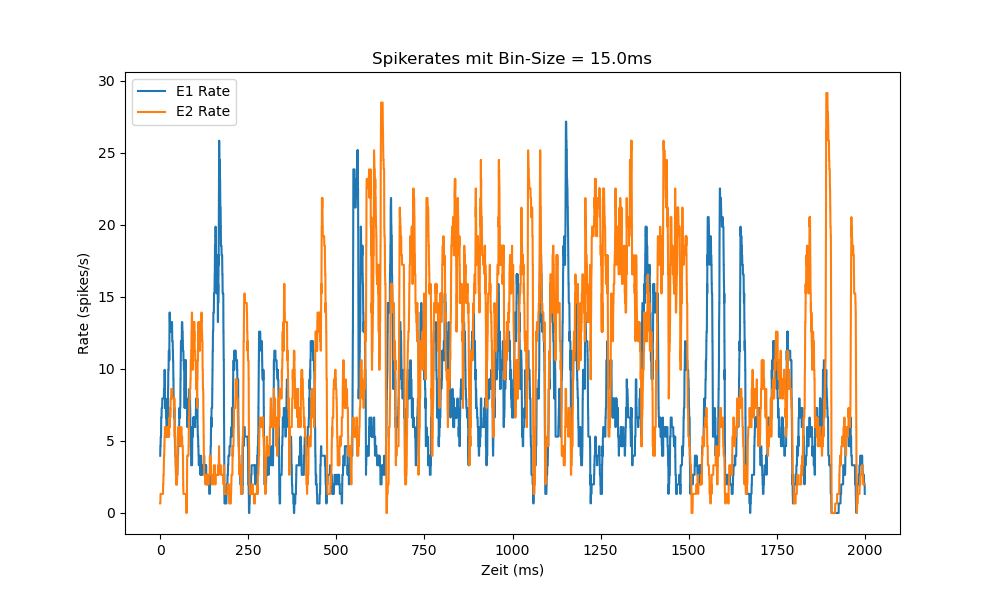 Spikerates mit Bin-Size = 15.0ms
E1 Rate
E2 Rate
Rate (spikes/s)
30
25
20
15
10
5
0
0 250 500 750 1000 1250 1500 1750 2000
Zeit (ms)